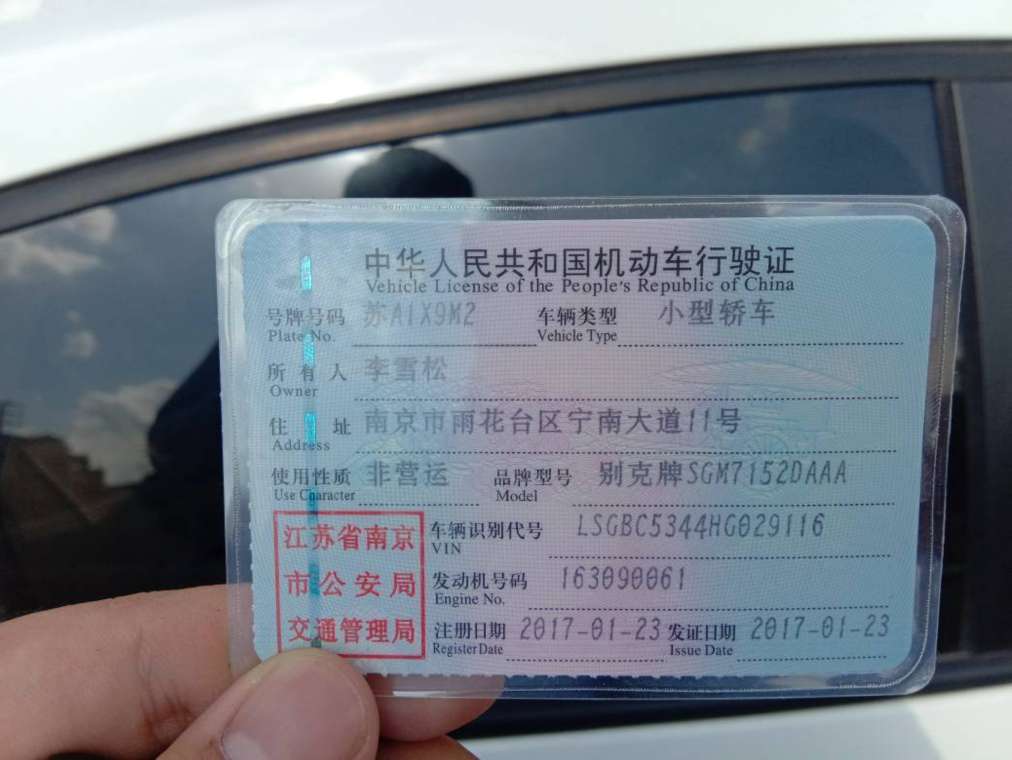 中华人民共和国机动车行驶证
Vehicle License of the People's Republic of China
号牌号码 苏A1X9M2 车辆类型 小型轿车
Plate No. Vehicle Type
所有人 李雪松
Owner
住址 南京市雨花台区宁南大道11号
Address
使用性质 非营运 品牌型号 别克牌SGM7152DAAA
Use Character Model
江苏省南京
市公安局
交通管理局
车辆识别代号 LSGBC5344HG029116
VIN
发动机号码 163090061
Engine No.
注册日期 2017-01-23 发证日期 2017-01-23
Register Date Issue Date